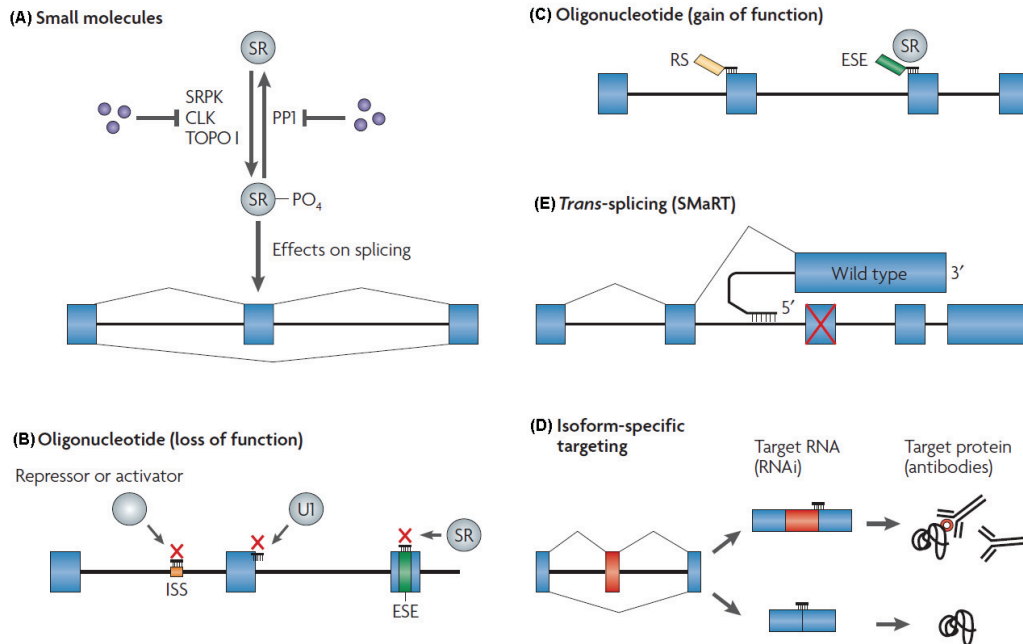 (A) Small molecules
SR
SRPK
CLK
TOPO I
PP1
SR
PO4
Effects on splicing
(B) Oligonucleotide (loss of function)
Repressor or activator
U1
SR
ISS
ESE
(C) Oligonucleotide (gain of function)
SR
RS
ESE
(E) Trans-splicing (SMaRT)
Wild type
3′
5′
(D) Isoform-specific
targeting
Target RNA
(RNAi)
Target protein
(antibodies)